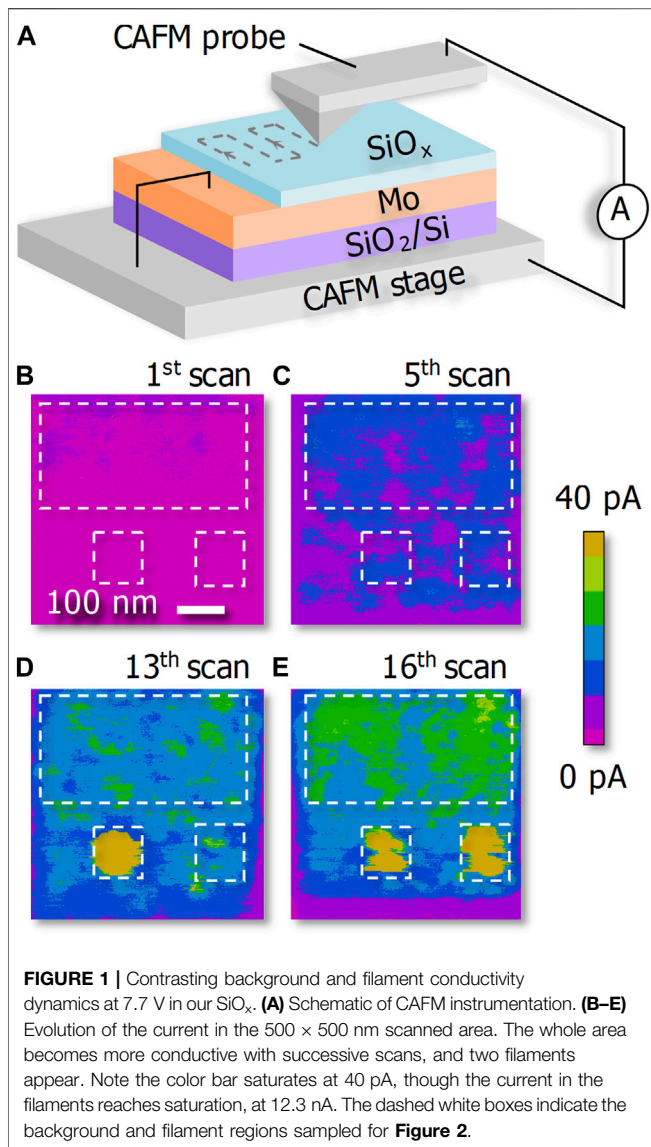 A
CAFM probe
SiOx
Mo
SiO2/Si
CAFM stage
A
B 1st scan
C 5th scan
100 nm
40 pA
0 pA
D 13th scan
E 16th scan
FIGURE 1 | Contrasting background and filament conductivity
dynamics at 7.7 V in our SiOx. (A) Schematic of CAFM instrumentation. (B–E)
Evolution of the current in the 500 × 500 nm scanned area. The whole area
becomes more conductive with successive scans, and two filaments
appear. Note the color bar saturates at 40 pA, though the current in the
filaments reaches saturation, at 12.3 nA. The dashed white boxes indicate the
background and filament regions sampled for Figure 2.